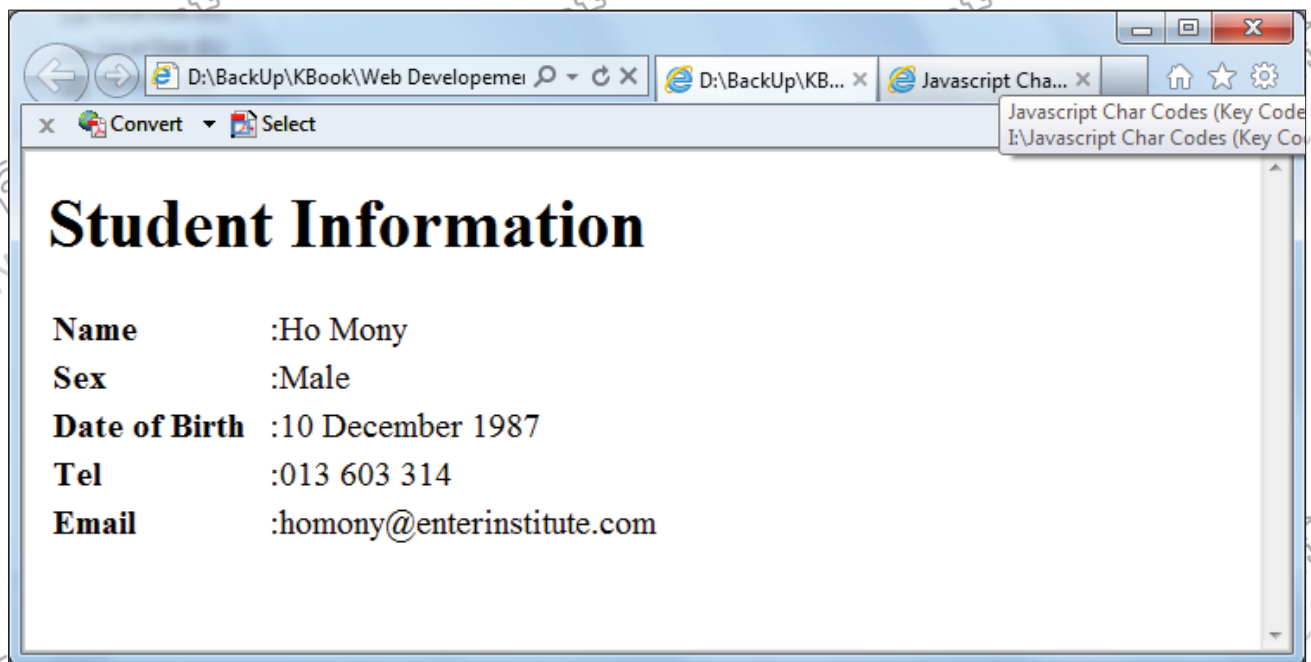 D:\BackUp\KBook\Web Developemei
D:\BackUp\KB...
Javascript Cha...
Convert
Select
Javascript Char Codes (Key Code
I:\Javascript Char Codes (Key Co
Student Information
Name :Ho Mony
Sex :Male
Date of Birth :10 December 1987
Tel :013 603 314
Email :homony@enterinstitute.com